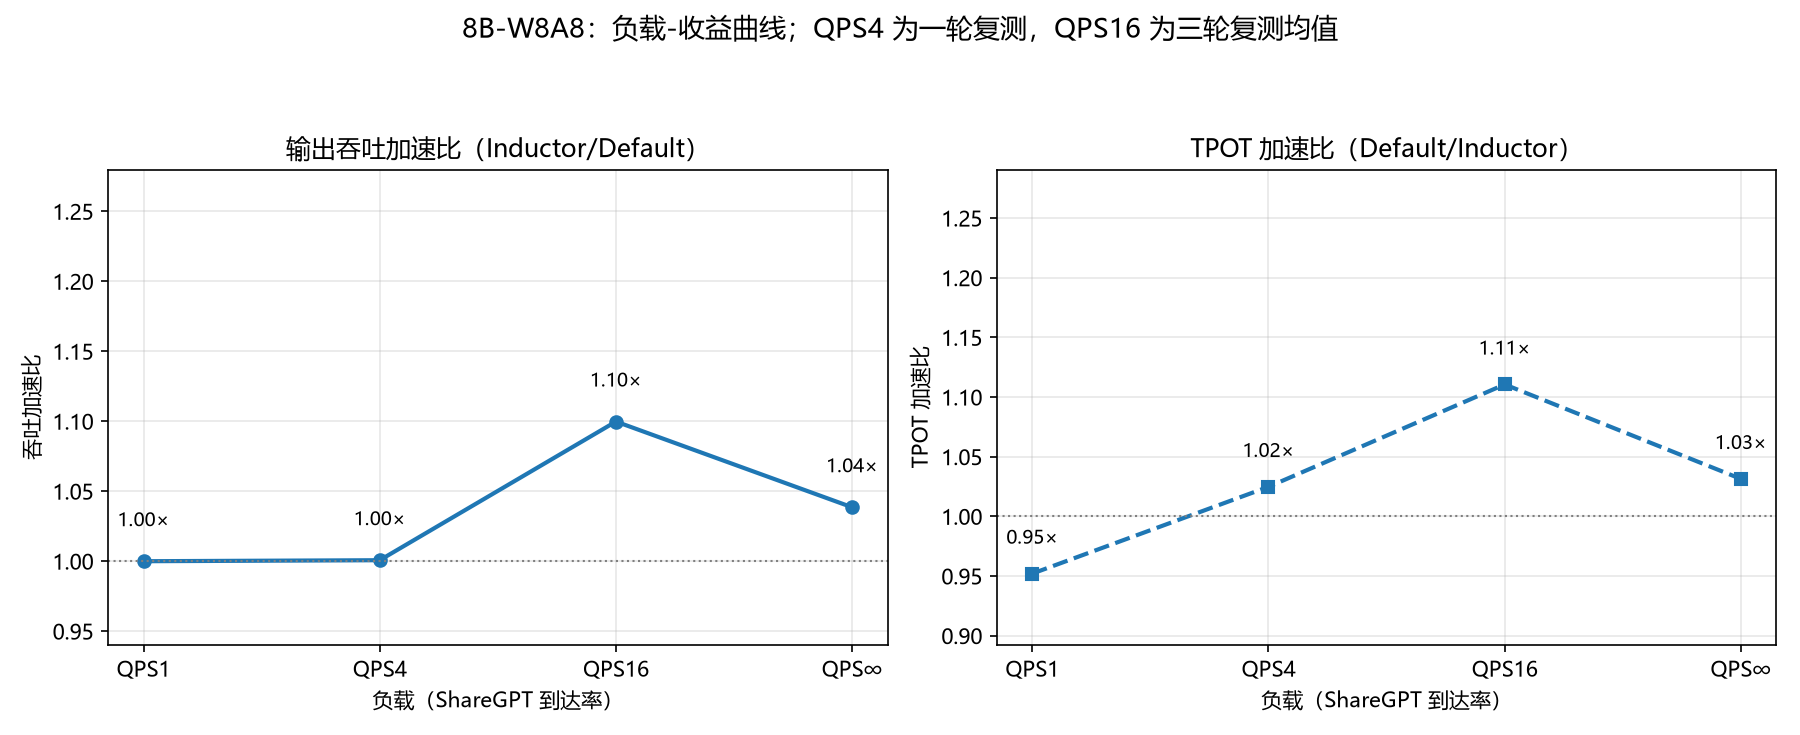 8B-W8A8：负载-收益曲线；QPS4 为一轮复测，QPS16 为三轮复测均值
输出吞吐加速比（Inductor/Default）
吞吐加速比
1.25
1.20
1.15
1.10
1.05
1.00
0.95
1.00×
1.00×
1.10×
1.04×
QPS1
QPS4
QPS16
QPS∞
负载（ShareGPT 到达率）
TPOT 加速比（Default/Inductor）
TPOT 加速比
1.25
1.20
1.15
1.10
1.05
1.00
0.95
0.90
0.95×
1.02×
1.11×
1.03×
QPS1
QPS4
QPS16
QPS∞
负载（ShareGPT 到达率）